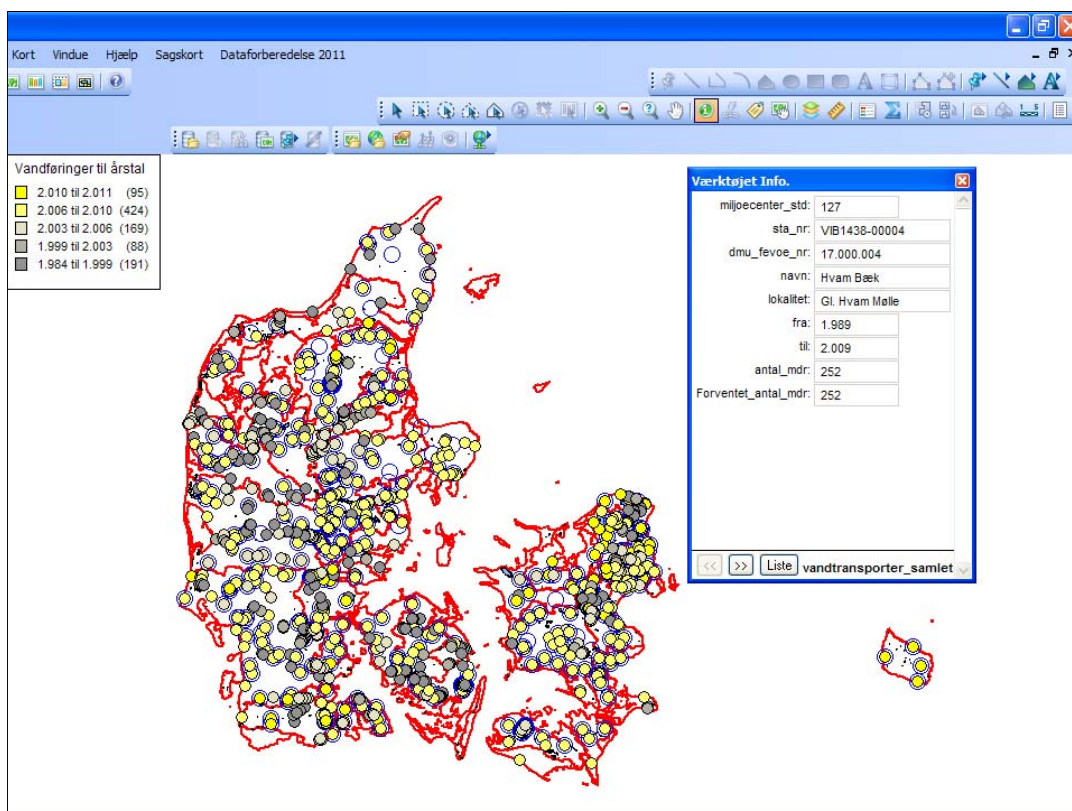 Kort Vindue Hjælp Sagskort Dataforberedelse 2011
Vandføringer til årstal
2.010 til 2.011 (95)
2.006 til 2.010 (424)
2.003 til 2.006 (169)
1.999 til 2.003 (88)
1.984 til 1.999 (191)
Værktøjet Info.
miljoecenter_std: 127
sta_nr: VIB1438-00004
dmu_fevoe_nr: 17.000.004
navn: Hvam Bæk
lokalitet: Gl. Hvam Mølle
fra: 1.989
til: 2.009
antal_mdr: 252
Forventet_antal_mdr: 252
<< >> Liste vandtransporter_samlet